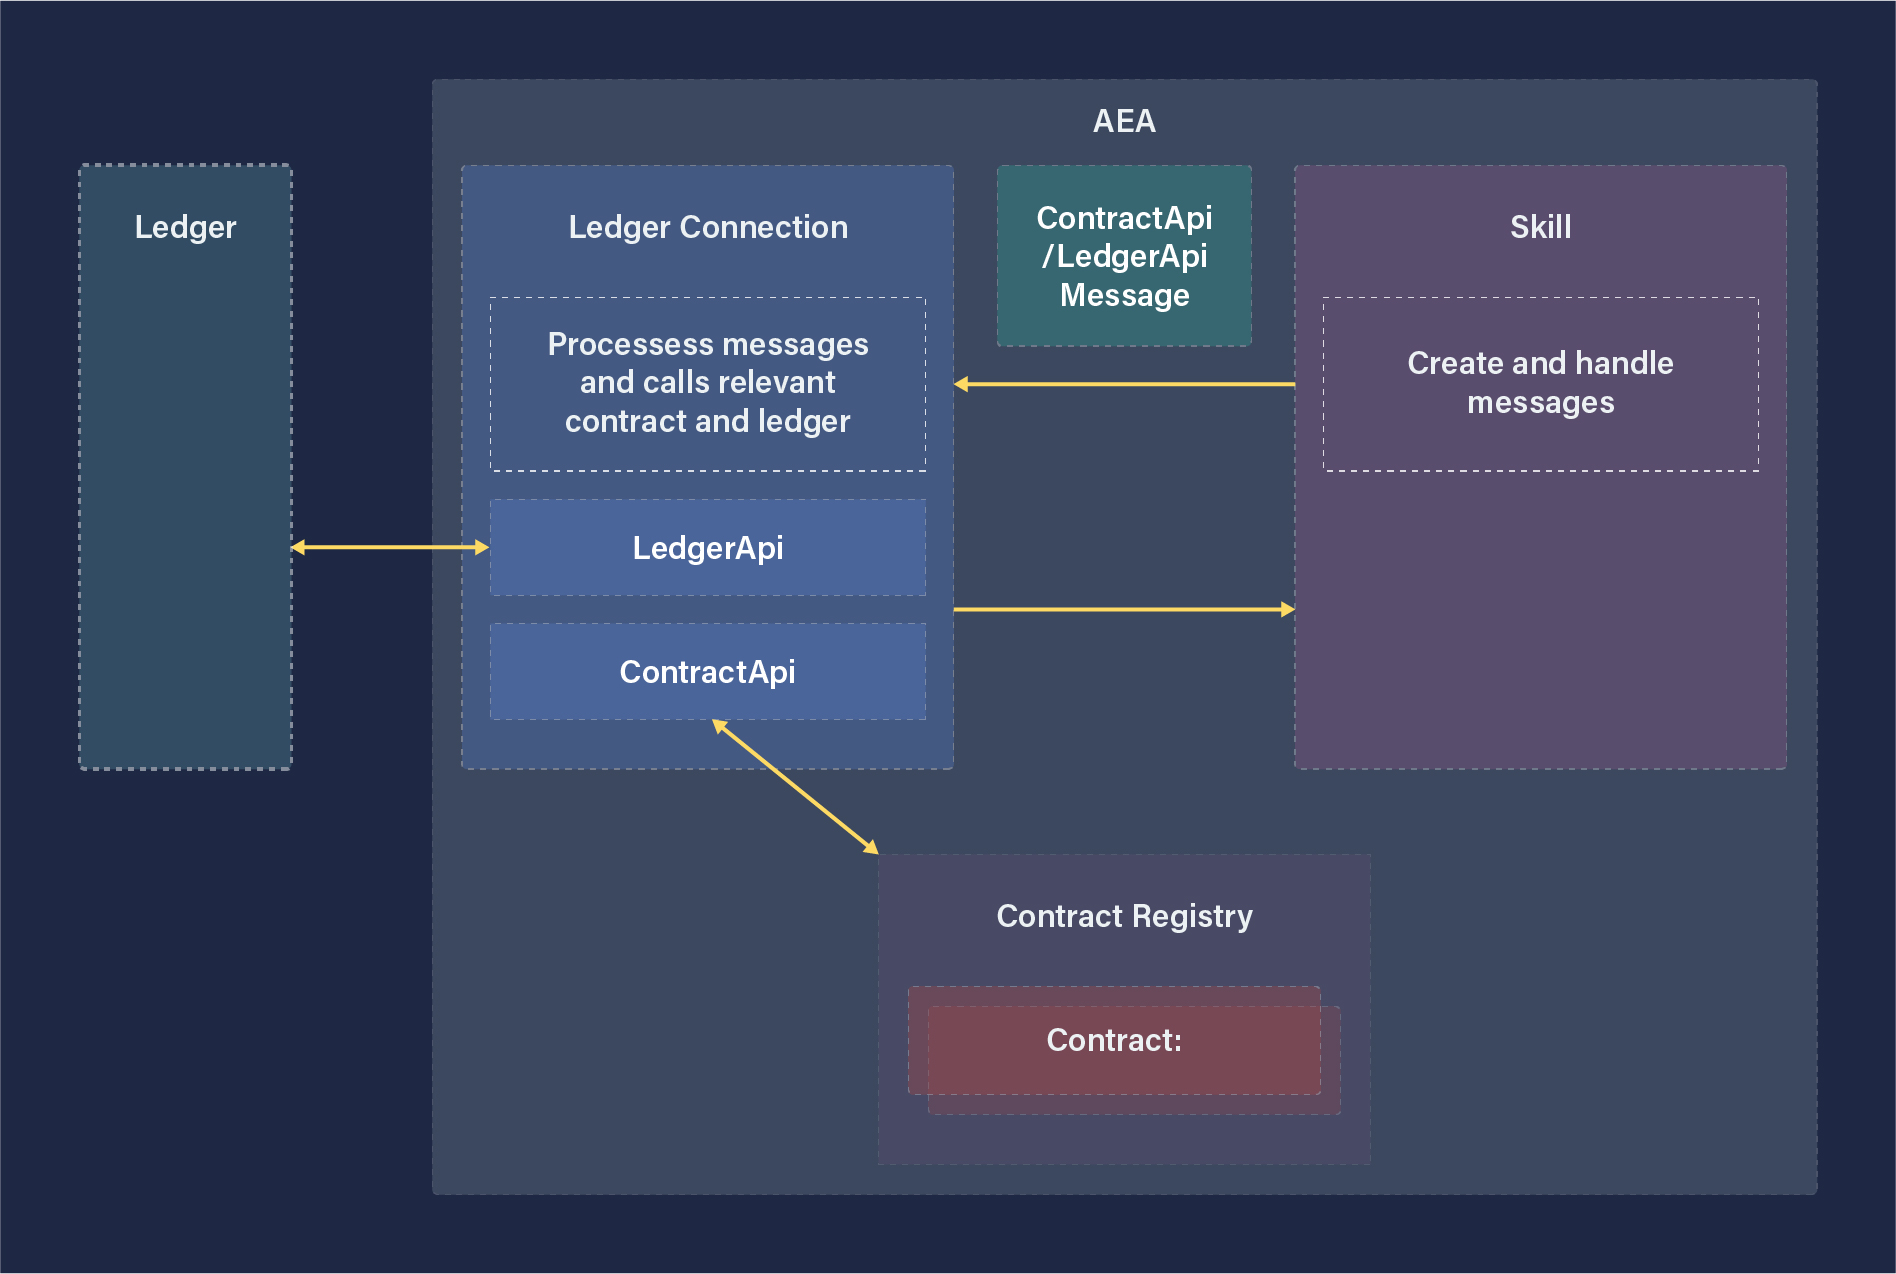 AEA
Ledger
Ledger Connection
Processess messages
and calls relevant
contract and ledger
LedgerApi
ContractApi
ContractApi
/LedgerApi
Message
Skill
Create and handle
messages
Contract Registry
Contract: